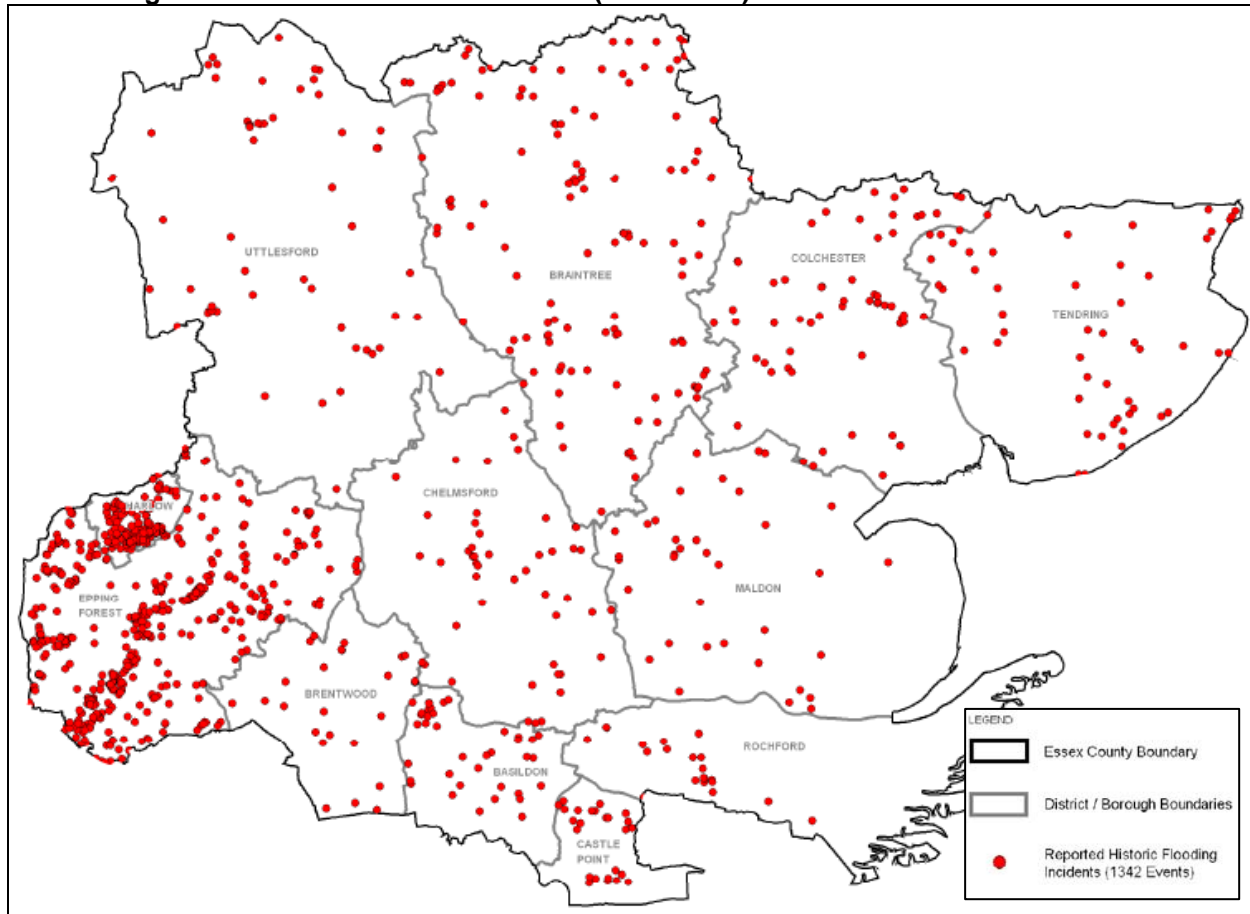 UTTLESFORD
BRAINTREE
COLCHESTER
TENDRING
CHELMSFORD
HARLOW
EPPING
FOREST
MALDON
BRENTWOOD
ROCHFORD
BASILDON
CASTLE
POINT
LEGEND
Essex County Boundary
District / Borough Boundaries
Reported Historic Flooding
Incidents (1342 Events)